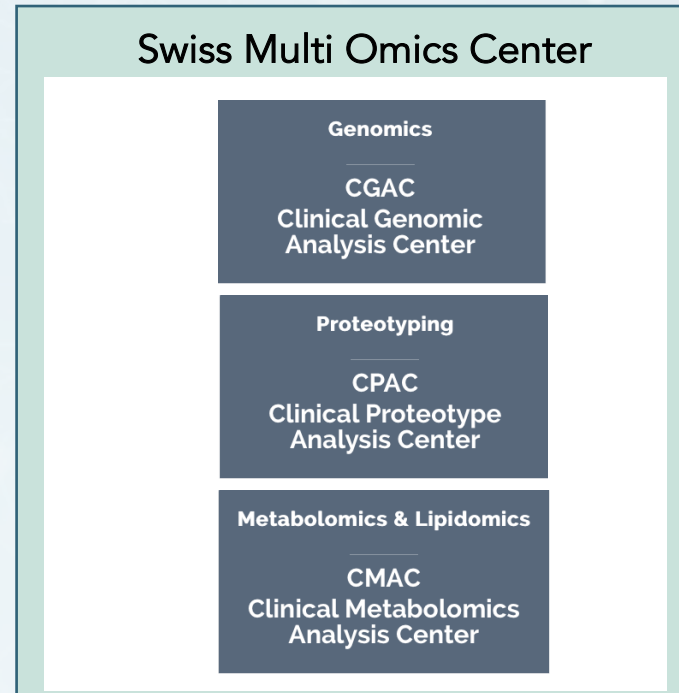 Swiss Multi Omics Center
Genomics
CGAC
Clinical Genomic
Analysis Center
Proteotyping
CPAC
Clinical Proteotype
Analysis Center
Metabolomics & Lipidomics
CMAC
Clinical Metabolomics
Analysis Center